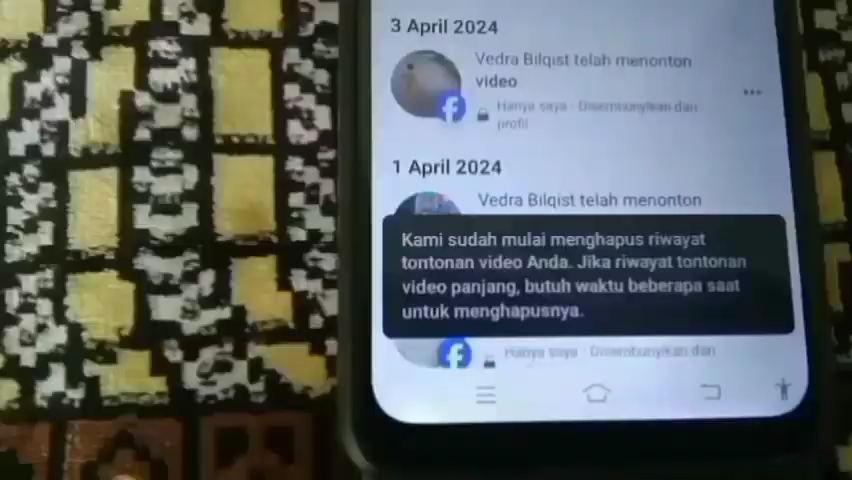 3 April 2024
Vedra Bilqist telah menonton
video
Hanya saya · Disembunyikan dari
profil
1 April 2024
Vedra Bilqist telah menonton
Kami sudah mulai menghapus riwayat
tontonan video Anda. Jika riwayat tontonan
video panjang, butuh waktu beberapa saat
untuk menghapusnya.
Hanya saya · Disembunyikan dari